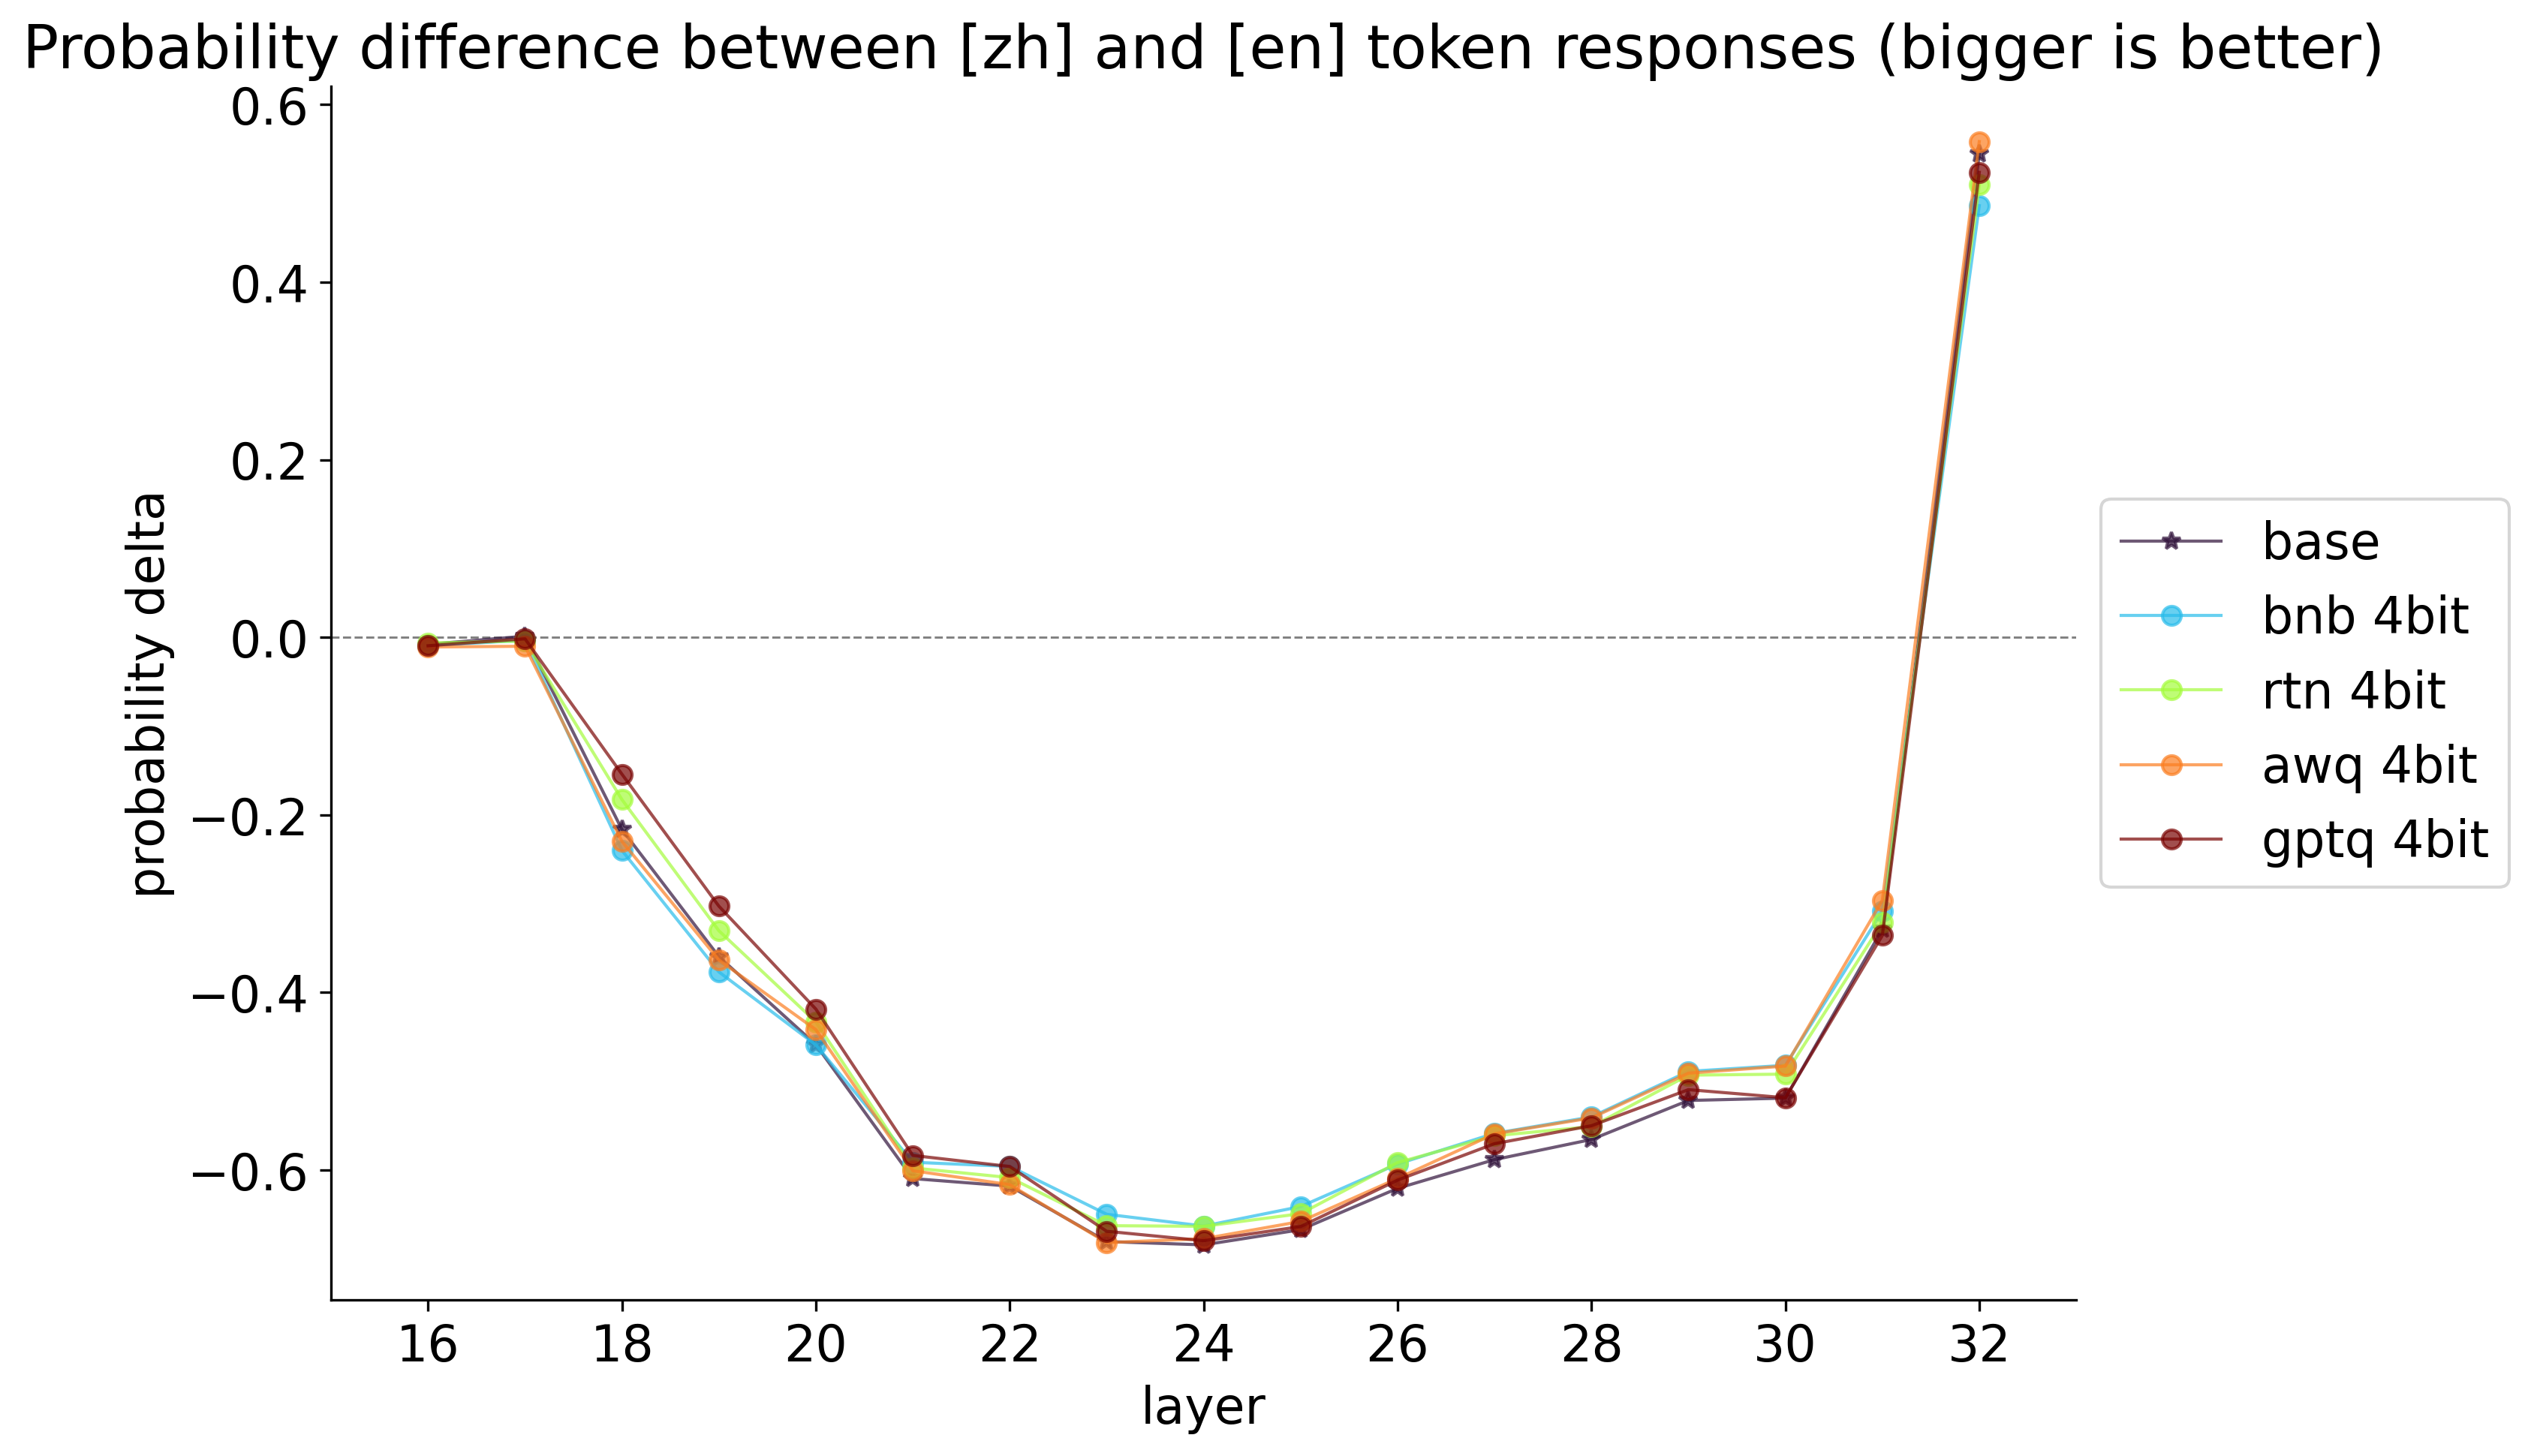 Probability difference between [zh] and [en] token responses (bigger is better)
0.6
0.4
0.2
0.0
−0.2
−0.4
−0.6
probability delta
16 18 20 22 24 26 28 30 32
layer
base
bnb 4bit
rtn 4bit
awq 4bit
gptq 4bit